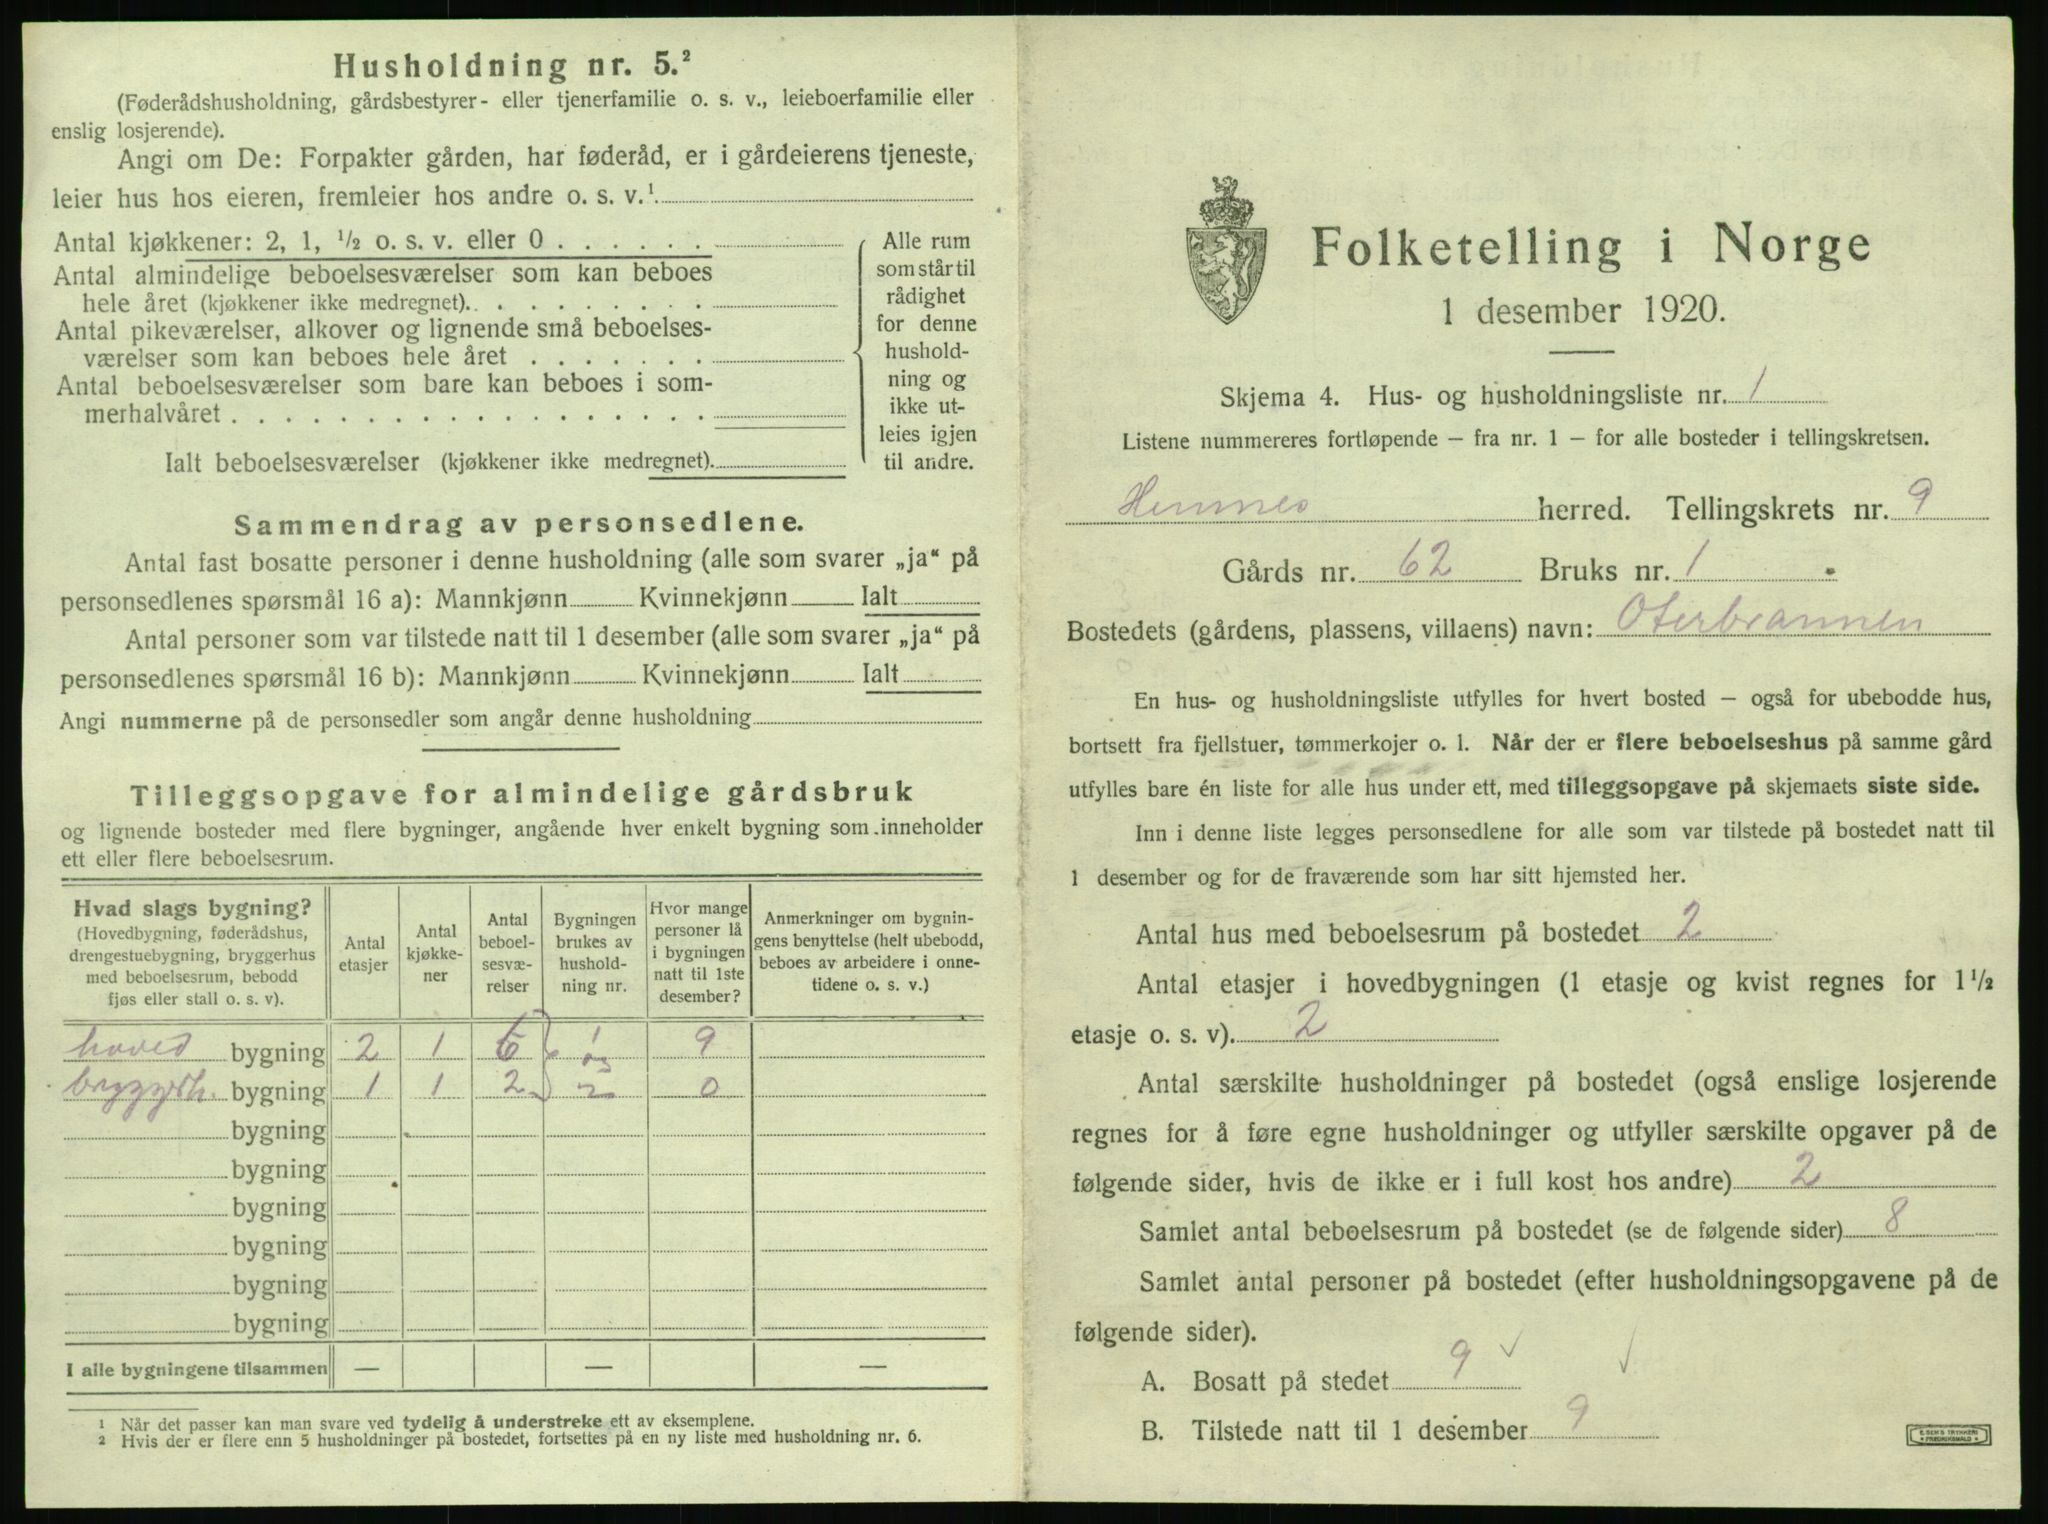 Husholdning nr. 5.²
(Føderådshusholdning, gårdsbestyrer- eller tjenerfamilie o. s. v., leieboerfamilie eller
enslig losjerende).
Angi om De: Forpakter gården, har føderåd, er i gårdeierens tjeneste,
leier hus hos eieren, fremleier hos andre o. s. v.¹
Antal kjøkkener: 2, 1, ½ o. s. v. eller 0 . . . . . .
Antal almindelige beboelsesværelser som kan beboes
hele året (kjøkkener ikke medregnet). . . . . . . . .
Antal pikeværelser, alkover og lignende små beboelses-
værelser som kan beboes hele året . . . . . . .
Antal beboelsesværelser som bare kan beboes i som-
merhalvåret . . . . . . . . . . . . . . . . . .
Ialt beboelsesværelser (kjøkkener ikke medregnet).
Alle rum
som står til
rådighet
for denne
hushold-
ning og
ikke ut-
leies igjen
til andre.
Sammendrag av personsedlene.
Antal fast bosatte personer i denne husholdning (alle som svarer „ja“ på
personsedlenes spørsmål 16 a): Mannkjønn Kvinnekjønn Ialt
Antal personer som var tilstede natt til 1 desember (alle som svarer „ja“ på
personsedlenes spørsmål 16 b): Mannkjønn Kvinnekjønn Ialt
Angi nummerne på de personsedler som angår denne husholdning
Tilleggsopgave for almindelige gårdsbruk
og lignende bosteder med flere bygninger, angående hver enkelt bygning som inneholder
ett eller flere beboelsesrum.
Hvad slags bygning?
(Hovedbygning, føderådshus,
drengestuebygning, bryggerhus
med beboelsesrum, bebodd
fjøs eller stall o. s. v).
Antal
etasjer
Antal
kjøkke-
ner
Antal
beboel-
sesvæ-
relser
Bygningen
brukes av
hushold-
ning nr.
Hvor mange
personer lå
i bygningen
natt til 1ste
desember?
Anmerkninger om bygnin-
gens benyttelse (helt ubebodd,
beboes av arbeidere i onne-
tidene o. s. v.)
hoved bygning 2 1 6 1 og 9
bryggerh. bygning 1 1 2 2 0
bygning
bygning
bygning
bygning
bygning
bygning
I alle bygningene tilsammen — — —
¹ Når det passer kan man svare ved tydelig å understreke ett av eksemplene.
² Hvis der er flere enn 5 husholdninger på bostedet, fortsettes på en ny liste med husholdning nr. 6.
Folketelling i Norge
1 desember 1920.
Skjema 4. Hus- og husholdningsliste nr. 1
Listene nummereres fortløpende – fra nr. 1 – for alle bosteder i tellingskretsen.
Hemnes herred. Tellingskrets nr. 9
Gårds nr. 62 Bruks nr. 1
Bostedets (gårdens, plassens, villaens) navn: Oterbrannen
En hus- og husholdningsliste utfylles for hvert bosted – også for ubebodde hus,
bortsett fra fjellstuer, tømmerkojer o. l. Når der er flere beboelseshus på samme gård
utfylles bare én liste for alle hus under ett, med tilleggsopgave på skjemaets siste side.
Inn i denne liste legges personsedlene for alle som var tilstede på bostedet natt til
1 desember og for de fraværende som har sitt hjemsted her.
Antal hus med beboelsesrum på bostedet 2
Antal etasjer i hovedbygningen (1 etasje og kvist regnes for 1½
etasje o. s. v). 2
Antal særskilte husholdninger på bostedet (også enslige losjerende
regnes for å føre egne husholdninger og utfyller særskilte opgaver på de
følgende sider, hvis de ikke er i full kost hos andre) 2
Samlet antal beboelsesrum på bostedet (se de følgende sider) 8
Samlet antal personer på bostedet (efter husholdningsopgavene på de
følgende sider).
A. Bosatt på stedet 9 ✓ ✓
B. Tilstede natt til 1 desember 9